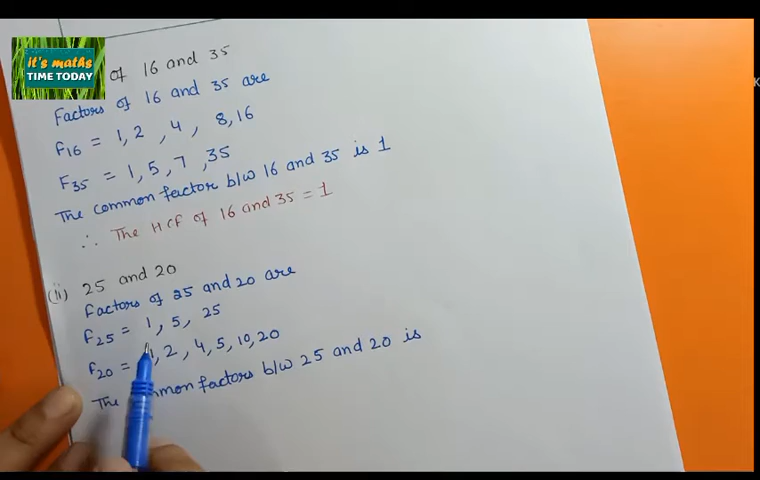 it's maths
TIME TODAY
of 16 and 35
Factors of 16 and 35 are
F16 = 1, 2 , 4 , 8, 16
F35 = 1, 5, 7 , 35
The common factor b/w 16 and 35 is 1
∴ The HCF of 16 and 35 = 1
(ii) 25 and 20
Factors of 25 and 20 are
F25 = 1, 5, 25
F20 = 1, 2, 4, 5, 10, 20
The common factors b/w 25 and 20 is